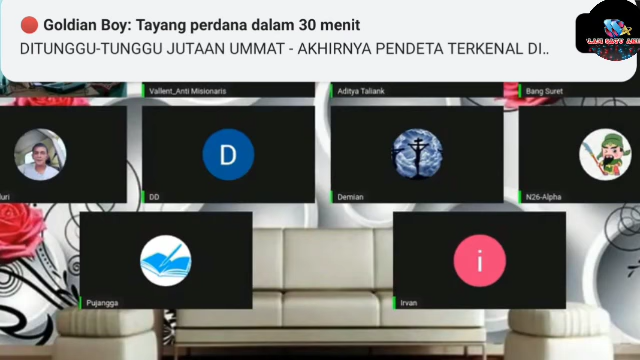 Goldian Boy: Tayang perdana dalam 30 menit
DITUNGGU-TUNGGU JUTAAN UMMAT - AKHIRNYA PENDETA TERKENAL DI..
Vallent_Anti Misionaris
Aditya Taliank
Bang Suret
D
DD
Demian
N26-Alpha
Pujangga
i
Irvan